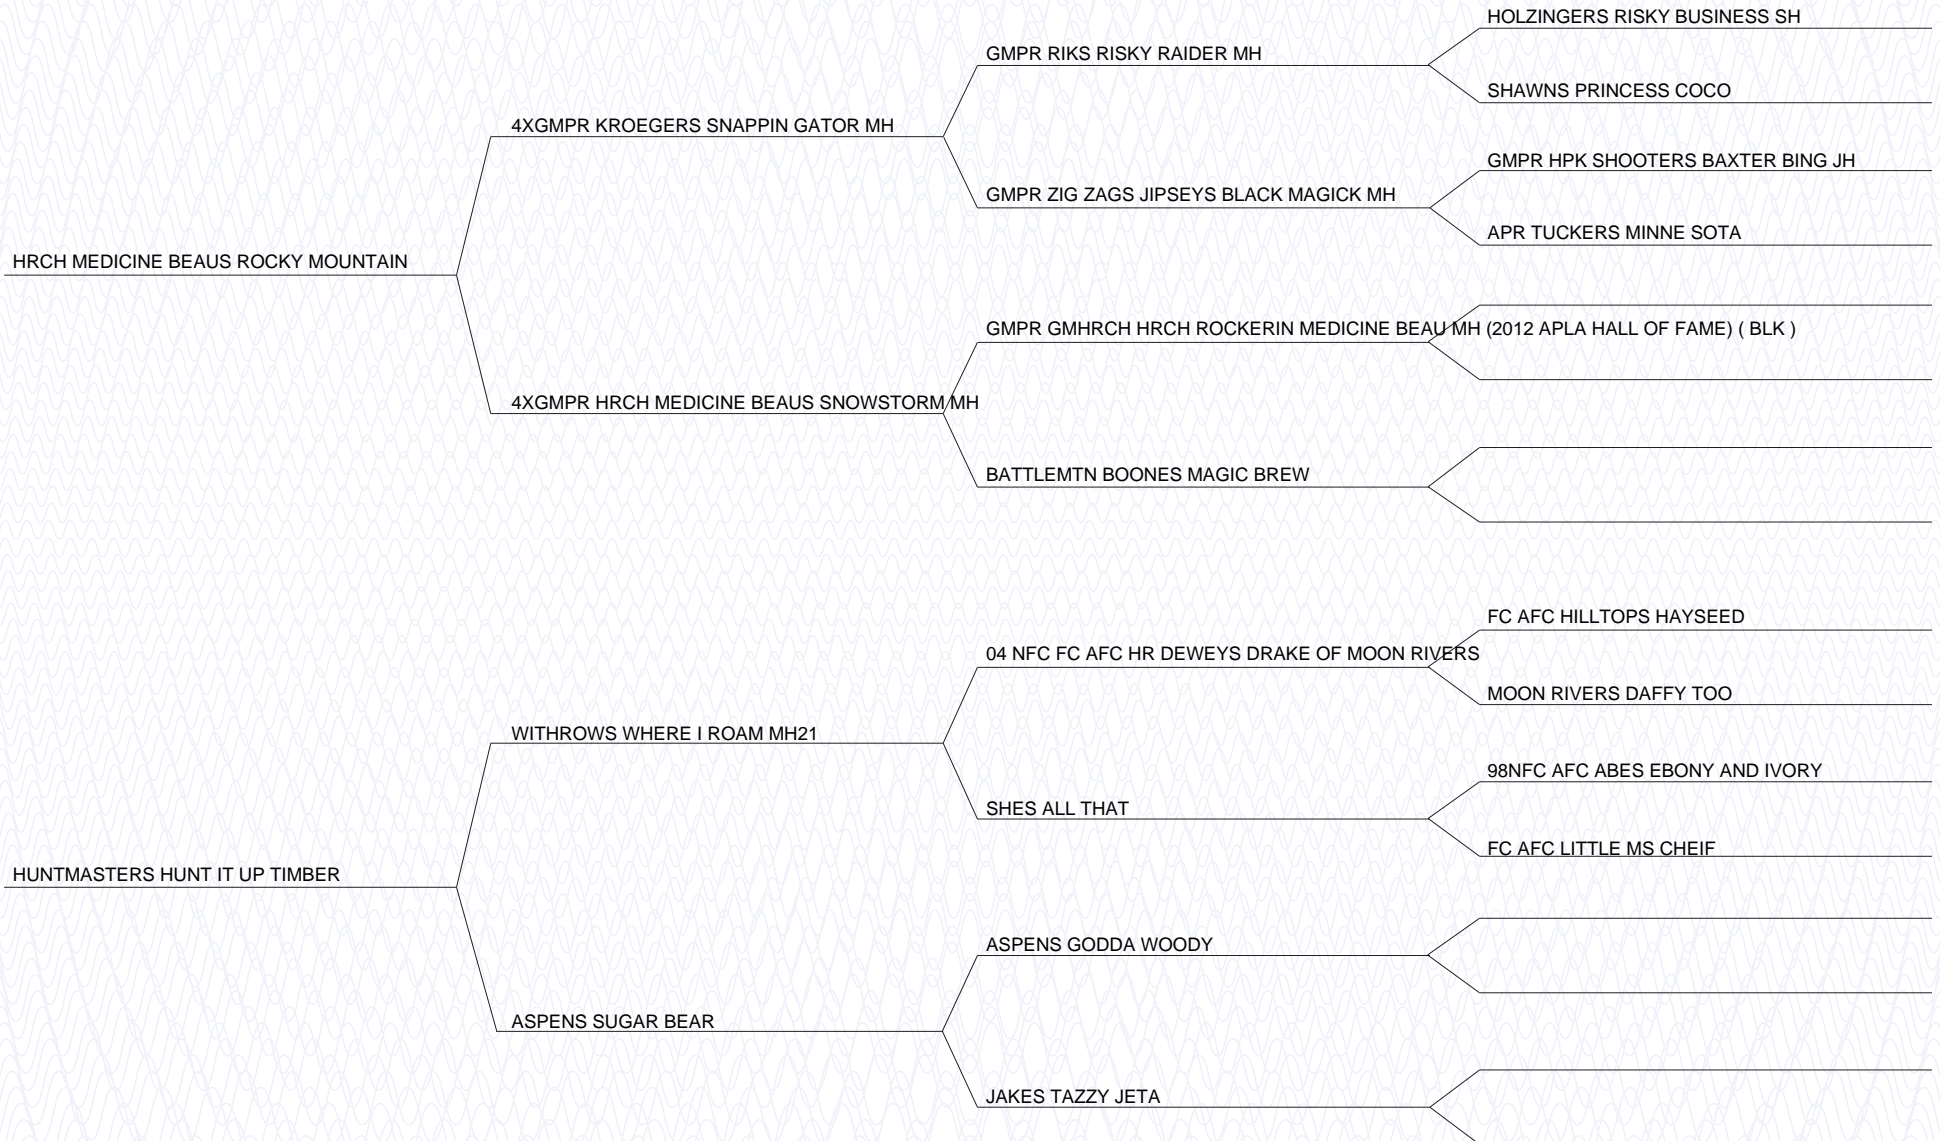 HOLZINGERS RISKY BUSINESS SH
GMPR RIKS RISKY RAIDER MH
SHAWNS PRINCESS COCO
4XGMPR KROEGERS SNAPPIN GATOR MH
GMPR HPK SHOOTERS BAXTER BING JH
GMPR ZIG ZAGS JIPSEYS BLACK MAGICK MH
APR TUCKERS MINNE SOTA
HRCH MEDICINE BEAUS ROCKY MOUNTAIN
GMPR GMHRCH HRCH ROCKERIN MEDICINE BEAU MH (2012 APLA HALL OF FAME) ( BLK )
4XGMPR HRCH MEDICINE BEAUS SNOWSTORM MH
BATTLEMTN BOONES MAGIC BREW
FC AFC HILLTOPS HAYSEED
04 NFC FC AFC HR DEWEYS DRAKE OF MOON RIVERS
MOON RIVERS DAFFY TOO
WITHROWS WHERE I ROAM MH21
98NFC AFC ABES EBONY AND IVORY
SHES ALL THAT
FC AFC LITTLE MS CHEIF
HUNTMASTERS HUNT IT UP TIMBER
ASPENS GODDA WOODY
ASPENS SUGAR BEAR
JAKES TAZZY JETA